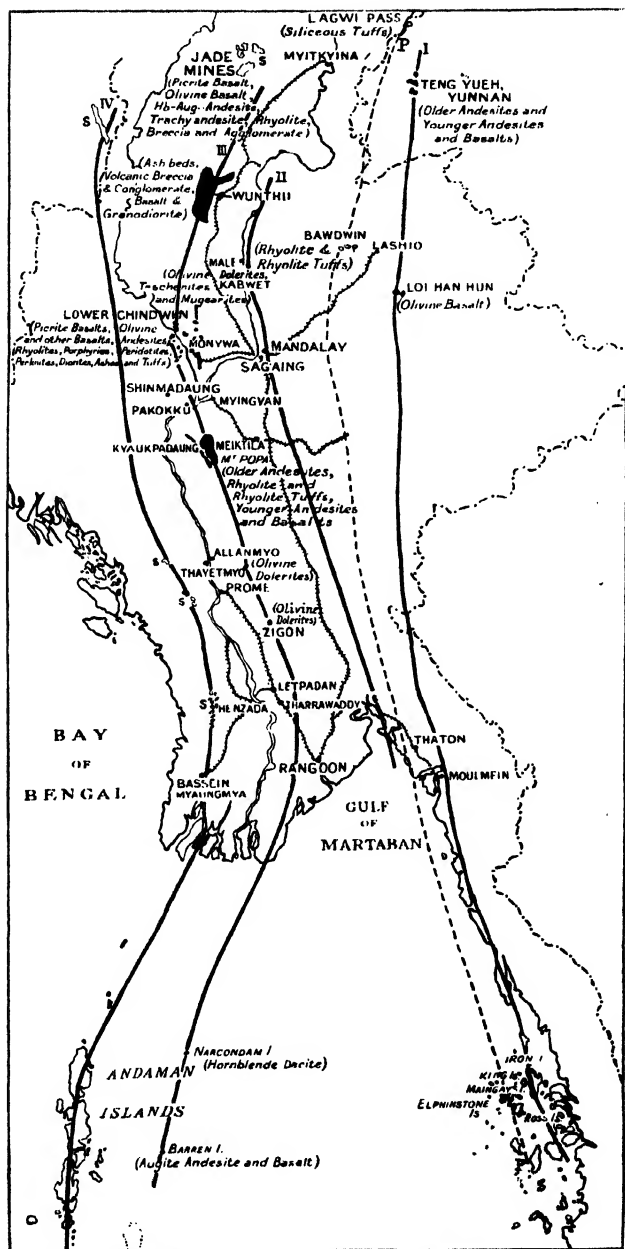 LAGWI PASS
(Siliceous Tuffs)
P
I
MYITKYINA
JADE
MINES
S
(Picrite Basalt,
Olivine Basalt
Hb-Aug-Andesite,
Trachy andesite, Rhyolite,
Breccia and Agglomerate)
TENG YUEH,
YUNNAN
(Older Andesites and
Younger Andesites
and Basalts)
IV
S
III
II
(Ash beds,
Volcanic Breccia
& Conglomerate,
Basalt &
Granodiorite)
WUNTHU
BAWDWIN
(Rhyolite &
Rhyolite Tuffs)
LASHIO
MALE
(Olivine Dolerites,
KABWET
Teschenites
and Mugearites)
LOI HAN HUN
(Olivine Basalt)
LOWER CHINDWIN
(Picrite Basalts, Olivine
and other Basalts, Andesites
(Rhyolites, Porphyries, Peridotites,
Perknites, Diorites, Ashes and Tuffs)
MONYWA
MANDALAY
SAGAING
SHINMADAUNG
MYINGYAN
PAKOKKU
KYAUKPADAUNG
MEIKTILA
MT POPA
(Older Andesites,
Rhyolite and
Rhyolite Tuffs,
Younger Andesites
and Basalts
S
ALLANMYO
(Olivine
Dolerites)
THAYETMYO
PROME
S
(Olivine
Dolerites)
ZIGON
LETPADAN
S
HENZADA
THARRAWADDY
THATON
BAY
OF
BENGAL
BASSEIN
MYAUNGMYA
RANGOON
MOULMEIN
GULF
OF
MARTABAN
NARCONDAM I
(Hornblende Dacite)
ANDAMAN
ISLANDS
IRON I
KING I
MAINGAY I.
ELPHINSTONE
IS
ROSS I.
BARREN I.
(Augite Andesite and Basalt)
S